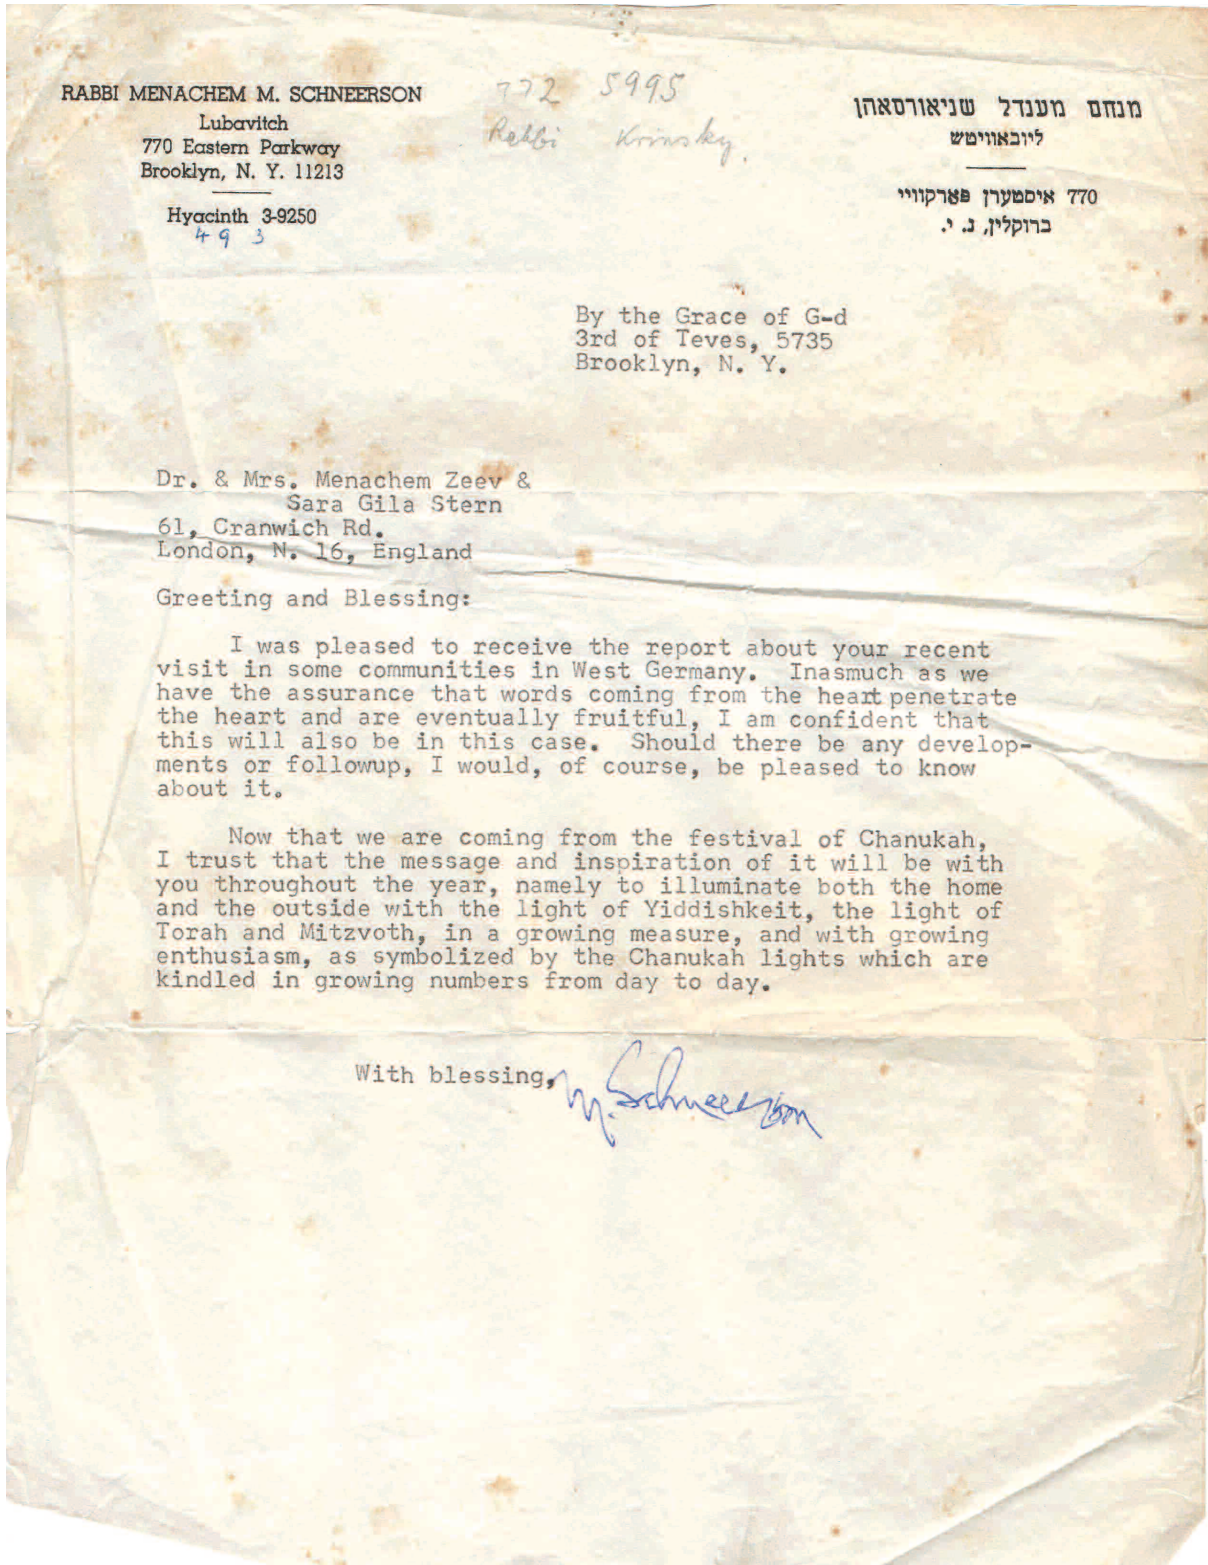 RABBI MENACHEM M. SCHNEERSON
Lubavitch
770 Eastern Parkway
Brooklyn, N. Y. 11213
Hyacinth 3-9250
493
772 5995
Rabbi Krinsky.
מנחם מענדל שניאורסאהן
ליובאוויטש
770 איסטערן פארקוויי
ברוקלין, נ. י.
By the Grace of G-d
3rd of Teves, 5735
Brooklyn, N. Y.
Dr. & Mrs. Menachem Zeev &
Sara Gila Stern
61, Cranwich Rd.
London, N. 16, England
Greeting and Blessing:
I was pleased to receive the report about your recent
visit in some communities in West Germany. Inasmuch as we
have the assurance that words coming from the heart penetrate
the heart and are eventually fruitful, I am confident that
this will also be in this case. Should there be any develop-
ments or followup, I would, of course, be pleased to know
about it.
Now that we are coming from the festival of Chanukah,
I trust that the message and inspiration of it will be with
you throughout the year, namely to illuminate both the home
and the outside with the light of Yiddishkeit, the light of
Torah and Mitzvoth, in a growing measure, and with growing
enthusiasm, as symbolized by the Chanukah lights which are
kindled in growing numbers from day to day.
With blessing,
M. Schneerson